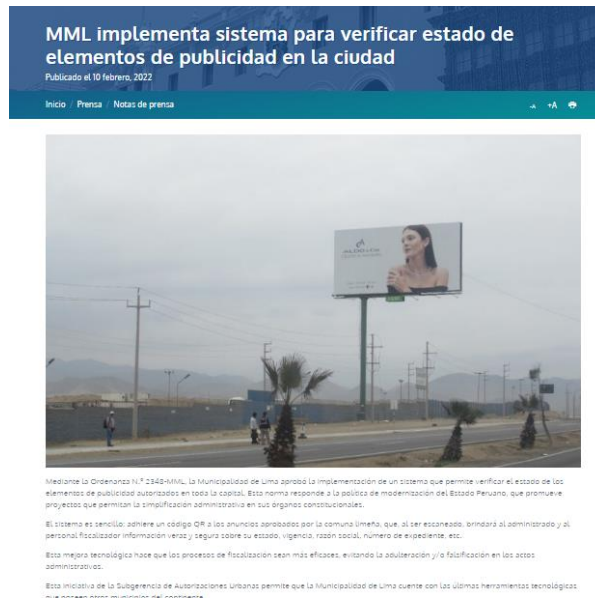 MML implementa sistema para verificar estado de
elementos de publicidad en la ciudad
Publicado el 10 febrero, 2022
Inicio / Prensa / Notas de prensa
-A +A
Mediante la Ordenanza N.º 2348-MML, la Municipalidad de Lima aprobó la implementación de un sistema que permite verificar el estado de los
elementos de publicidad autorizados en toda la capital. Esta norma responde a la política de modernización del Estado Peruano, que promueve
proyectos que permitan la simplificación administrativa en sus órganos constitucionales.
El sistema es sencillo: adhiere un código QR a los anuncios aprobados por la comuna limeña, que, al ser escaneado, brindará al administrado y al
personal fiscalizador información veraz y segura sobre su estado, vigencia, razón social, número de expediente, etc.
Esta mejora tecnológica hace que los procesos de fiscalización sean más eficaces, evitando la adulteración y/o falsificación en los actos
administrativos.
Esta iniciativa de la Subgerencia de Autorizaciones Urbanas permite que la Municipalidad de Lima cuente con las últimas herramientas tecnológicas
que poseen otros municipios del continente.